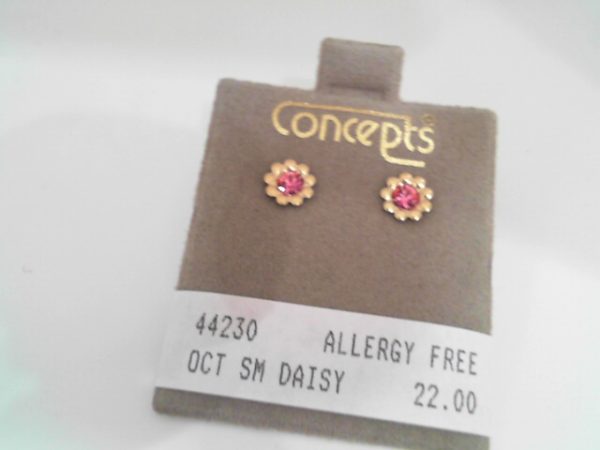 Concepts®
44230 ALLERGY FREE
OCT SM DAISY 22.00